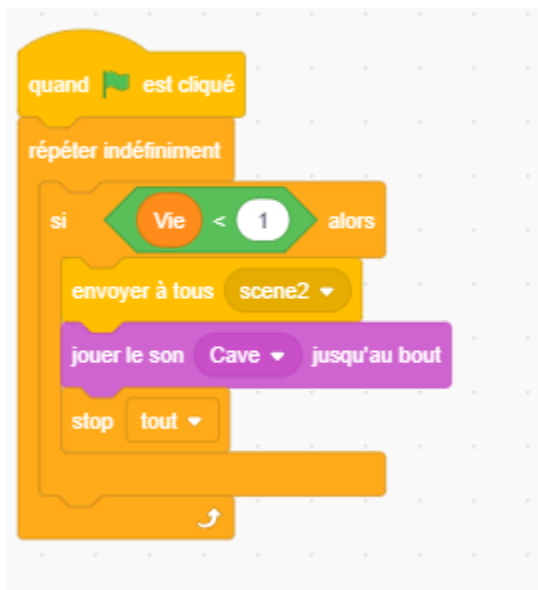 quand est cliqué
répéter indéfiniment
si Vie < 1 alors
envoyer à tous scene2
jouer le son Cave jusqu'au bout
stop tout